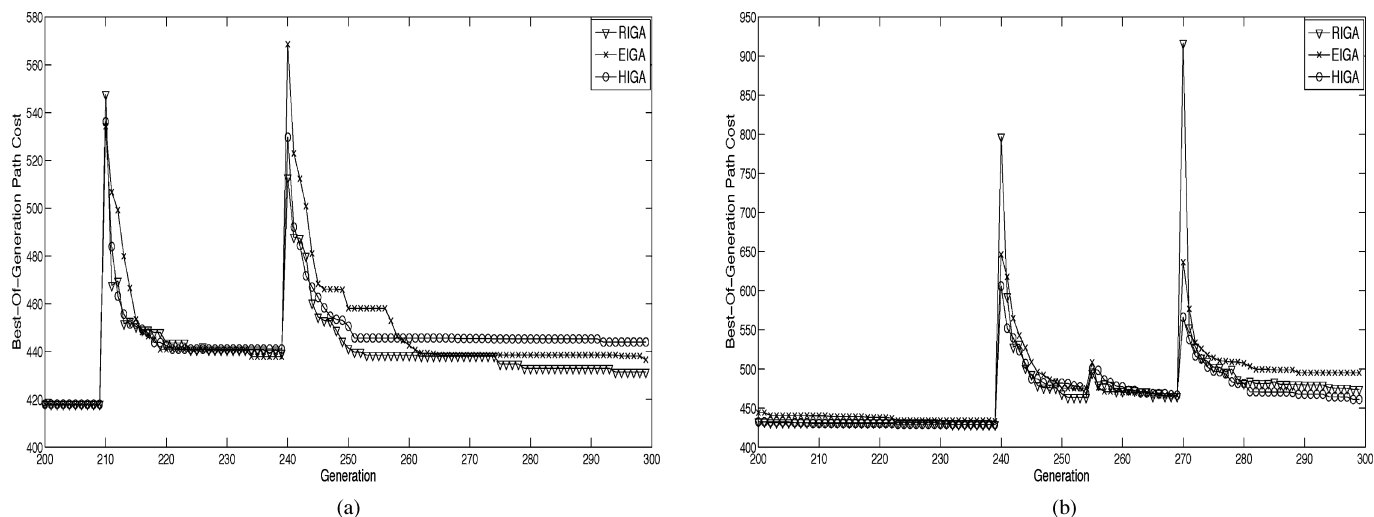 580
560
540
520
500
480
460
440
420
400
Best-Of-Generation Path Cost
200 210 220 230 240 250 260 270 280 290 300
Generation
RIGA
EIGA
HIGA
(a)
950
900
850
800
750
700
650
600
550
500
450
400
Best-Of-Generation Path Cost
200 210 220 230 240 250 260 270 280 290 300
Generation
RIGA
EIGA
HIGA
(b)